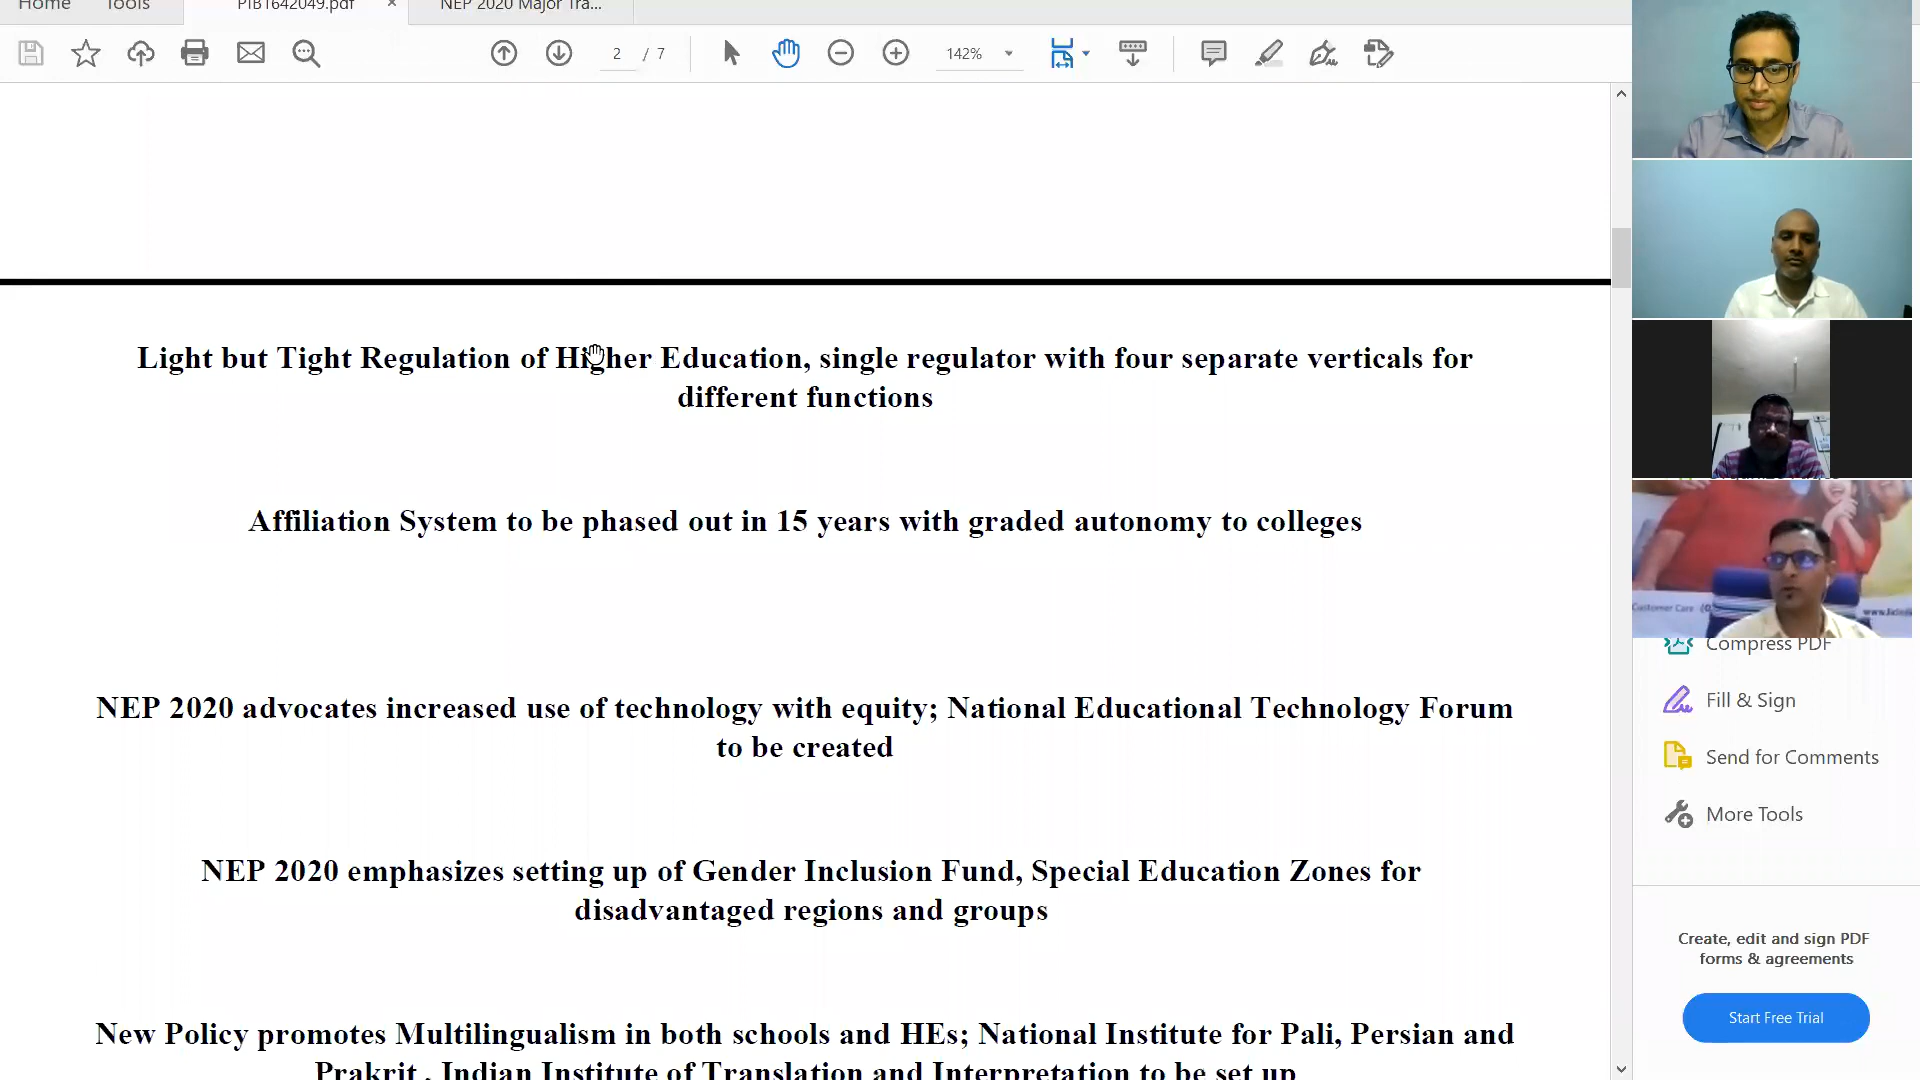 Home Tools PIB1642049.pdf × NEP 2020 Major Tra...
2 / 7 142%
Light but Tight Regulation of Higher Education, single regulator with four separate verticals for
different functions
Affiliation System to be phased out in 15 years with graded autonomy to colleges
NEP 2020 advocates increased use of technology with equity; National Educational Technology Forum
to be created
NEP 2020 emphasizes setting up of Gender Inclusion Fund, Special Education Zones for
disadvantaged regions and groups
New Policy promotes Multilingualism in both schools and HEs; National Institute for Pali, Persian and
Prakrit , Indian Institute of Translation and Interpretation to be set up
Customer Care
Compress PDF
Fill & Sign
Send for Comments
More Tools
Create, edit and sign PDF
forms & agreements
Start Free Trial